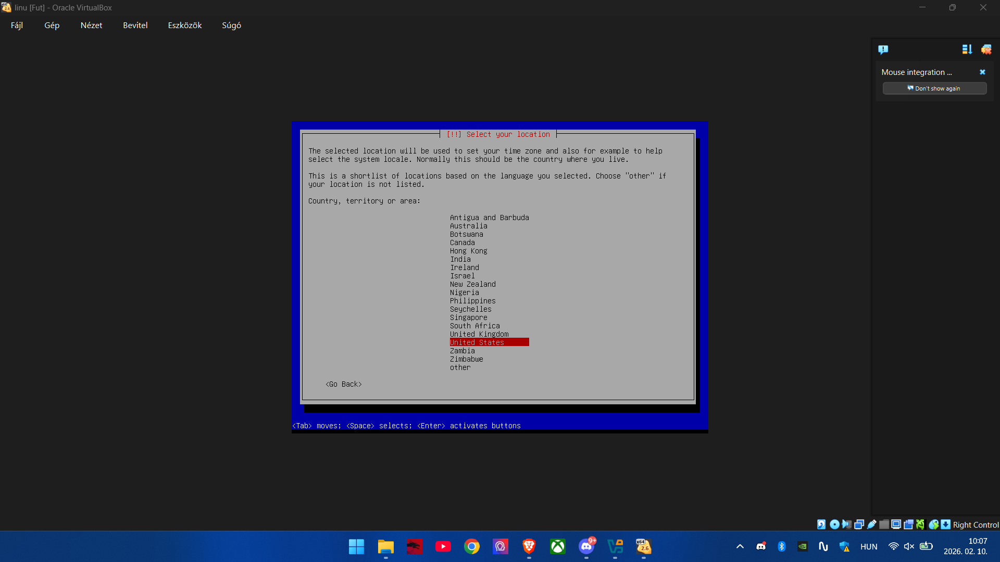 linu [Fut] - Oracle VirtualBox
Fájl Gép Nézet Bevitel Eszközök Súgó
Mouse integration ...
Don't show again
[!!] Select your location
The selected location will be used to set your time zone and also for example to help
select the system locale. Normally this should be the country where you live.
This is a shortlist of locations based on the language you selected. Choose "other" if
your location is not listed.
Country, territory or area:
Antigua and Barbuda
Australia
Botswana
Canada
Hong Kong
India
Ireland
Israel
New Zealand
Nigeria
Philippines
Seychelles
Singapore
South Africa
United Kingdom
United States
Zambia
Zimbabwe
other
<Go Back>
<Tab> moves; <Space> selects; <Enter> activates buttons
Right Control
x64
2.6
9+
HUN
10:07
2026. 02. 10.